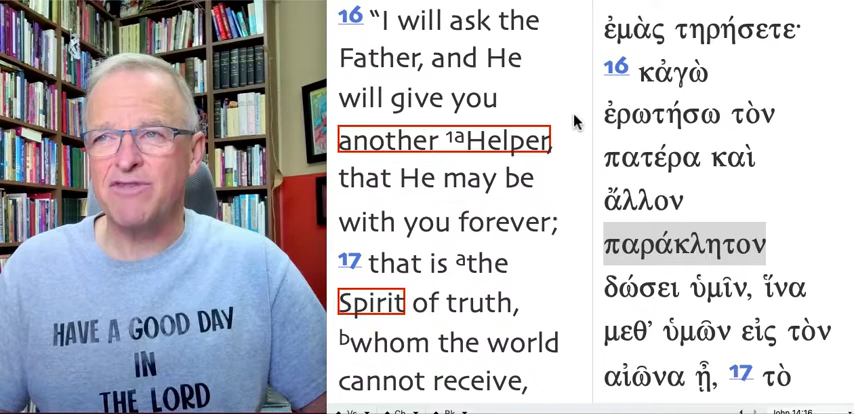 HAVE A GOOD DAY
IN
THE LORD
16 “I will ask the
Father, and He
will give you
another ¹ᵃHelper,
that He may be
with you forever;
17 that is ᵃthe
Spirit of truth,
ᵇwhom the world
cannot receive,
ἐμὰς τηρήσετε·
16 κἀγὼ
ἐρωτήσω τὸν
πατέρα καὶ
ἄλλον
παράκλητον
δώσει ὑμῖν, ἵνα
μεθ’ ὑμῶν εἰς τὸν
αἰῶνα ᾖ, 17 τὸ
Vs Ch Bk
John 14:16